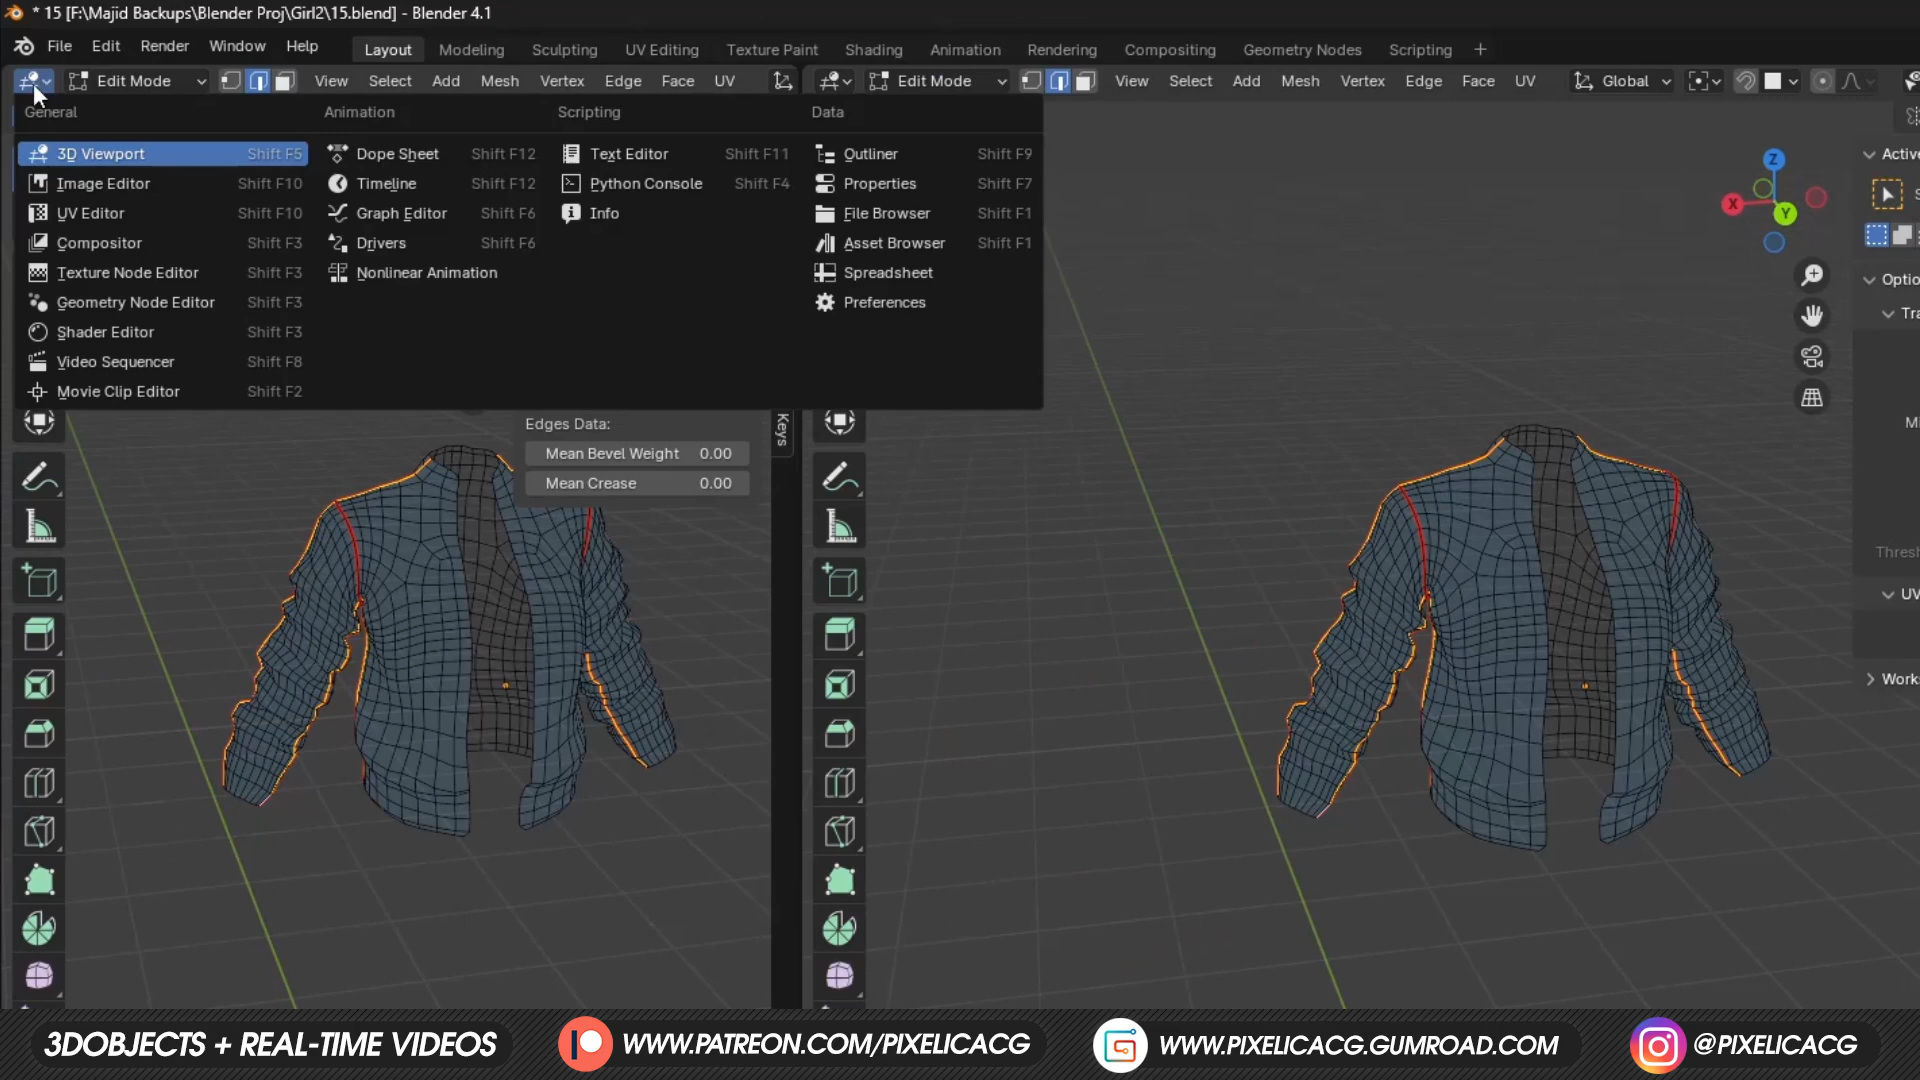 * 15 [F:\Majid Backups\Blender Proj\Girl2\15.blend] - Blender 4.1
File Edit Render Window Help Layout Modeling Sculpting UV Editing Texture Paint Shading Animation Rendering Compositing Geometry Nodes Scripting +
Edit Mode View Select Add Mesh Vertex Edge Face UV Edit Mode View Select Add Mesh Vertex Edge Face UV Global
General Animation Scripting Data
3D Viewport Shift F5 Dope Sheet Shift F12 Text Editor Shift F11 Outliner Shift F9
Image Editor Shift F10 Timeline Shift F12 Python Console Shift F4 Properties Shift F7
UV Editor Shift F10 Graph Editor Shift F6 Info File Browser Shift F1
Compositor Shift F3 Drivers Shift F6 Asset Browser Shift F1
Texture Node Editor Shift F3 Nonlinear Animation Spreadsheet
Geometry Node Editor Shift F3 Preferences
Shader Editor Shift F3
Video Sequencer Shift F8
Movie Clip Editor Shift F2
Z
X
Y
Active
Optio
Tra
Mi
Thresh
UV
Works
Keys
Edges Data:
Mean Bevel Weight 0.00
Mean Crease 0.00
3DOBJECTS + REAL-TIME VIDEOS WWW.PATREON.COM/PIXELICACG WWW.PIXELICACG.GUMROAD.COM @PIXELICACG